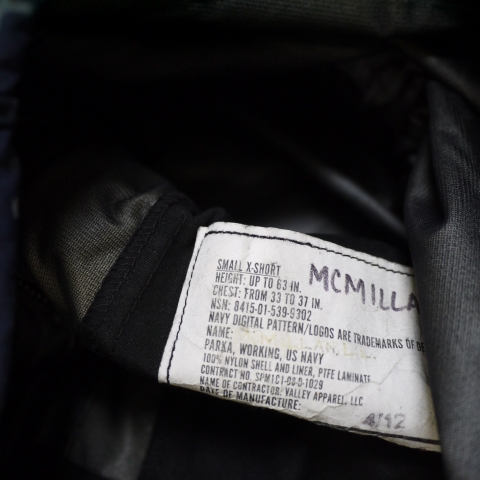 SMALL X-SHORT
MCMILLA
HEIGHT: UP TO 63 IN.
CHEST: FROM 33 TO 37 IN.
NSN: 8415-01-539-9302
NAVY DIGITAL PATTERN/LOGOS ARE TRADEMARKS OF DE
NAME:
PARKA, WORKING, US NAVY
100% NYLON SHELL AND LINER, PTFE LAMINATE
CONTRACT NO. SPM1C1-09-D-1029
NAME OF CONTRACTOR: VALLEY APPAREL, LLC
DATE OF MANUFACTURE:
4/12